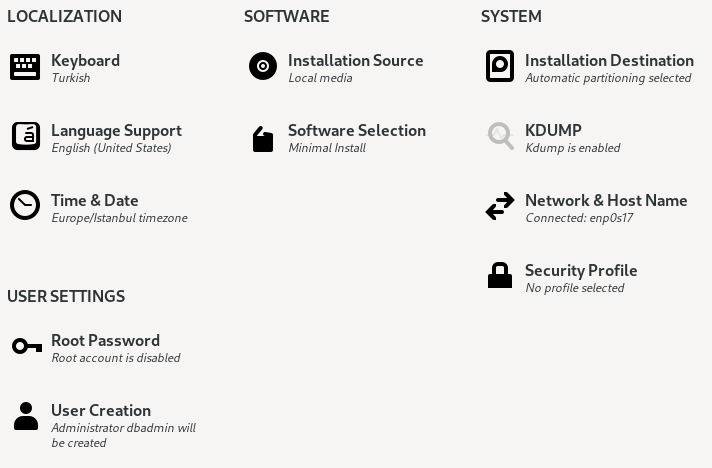 LOCALIZATION
Keyboard
Turkish
Language Support
English (United States)
Time & Date
Europe/Istanbul timezone
USER SETTINGS
Root Password
Root account is disabled
User Creation
Administrator dbadmin will
be created
SOFTWARE
Installation Source
Local media
Software Selection
Minimal Install
SYSTEM
Installation Destination
Automatic partitioning selected
KDUMP
Kdump is enabled
Network & Host Name
Connected: enp0s17
Security Profile
No profile selected